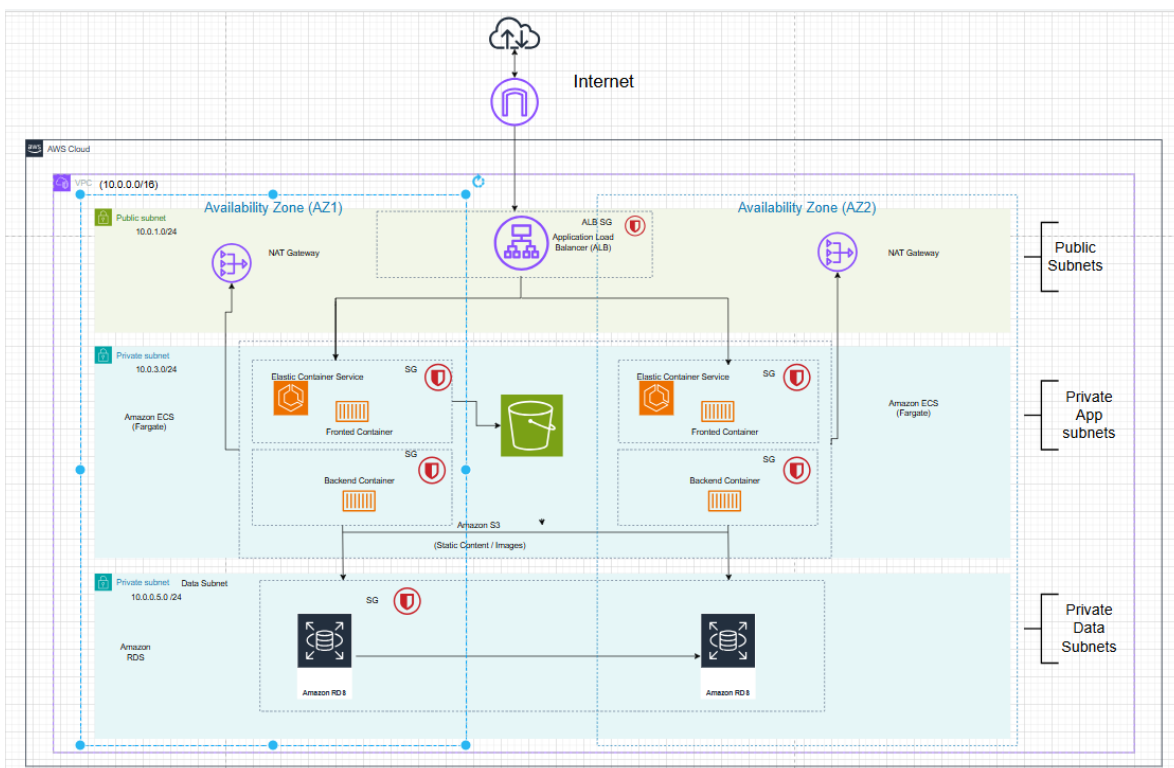 Internet
aws
AWS Cloud
VPC (10.0.0.0/16)
Availability Zone (AZ1)
Availability Zone (AZ2)
Public subnet
10.0.1.0/24
NAT Gateway
ALB SG
Application Load
Balancer (ALB)
NAT Gateway
Public
Subnets
Private subnet
10.0.3.0/24
Amazon ECS
(Fargate)
Elastic Container Service
SG
Fronted Container
SG
Backend Container
Elastic Container Service
SG
Fronted Container
SG
Backend Container
Amazon ECS
(Fargate)
Private
App
subnets
Amazon S3
(Static Content / Images)
Private subnet
Data Subnet
10.0.0.5.0 /24
Amazon
RDS
SG
Amazon RDS
Amazon RDS
Private
Data
Subnets